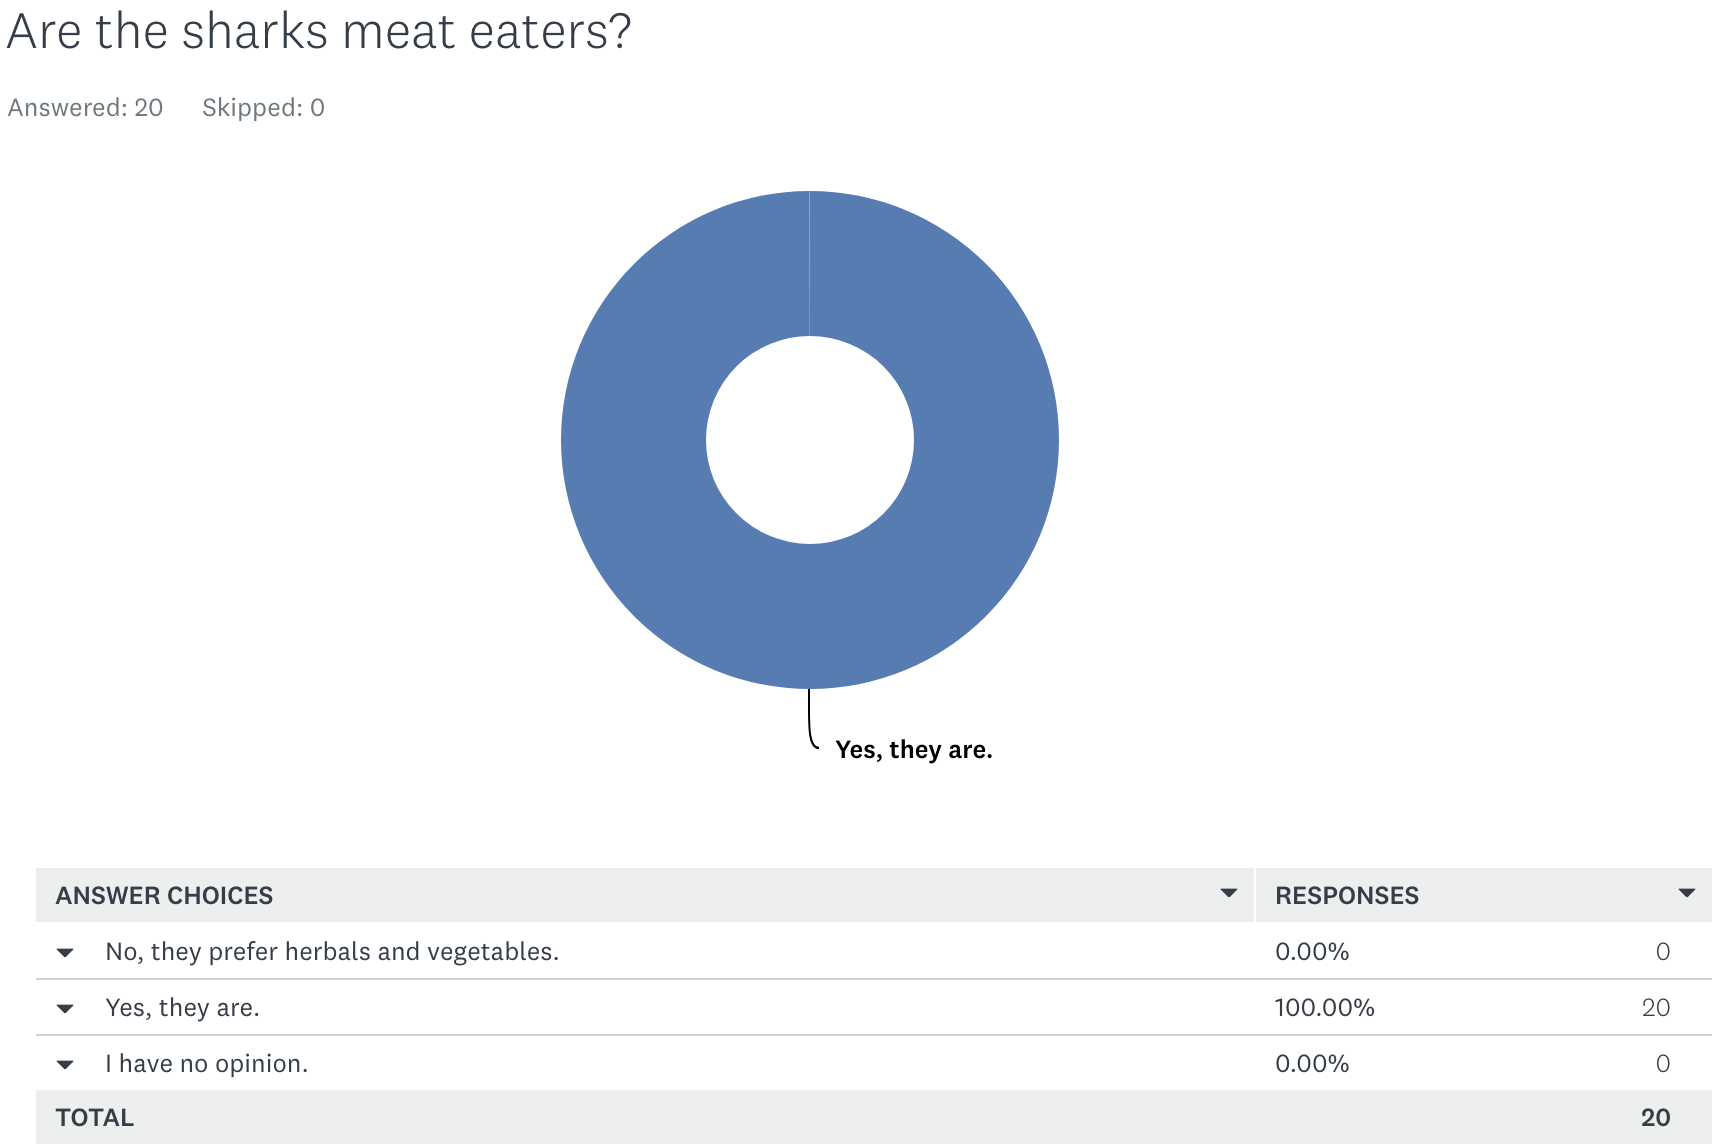 Are the sharks meat eaters?
Answered: 20 Skipped: 0
Yes, they are.
ANSWER CHOICES RESPONSES
No, they prefer herbals and vegetables. 0.00% 0
Yes, they are. 100.00% 20
I have no opinion. 0.00% 0
TOTAL 20